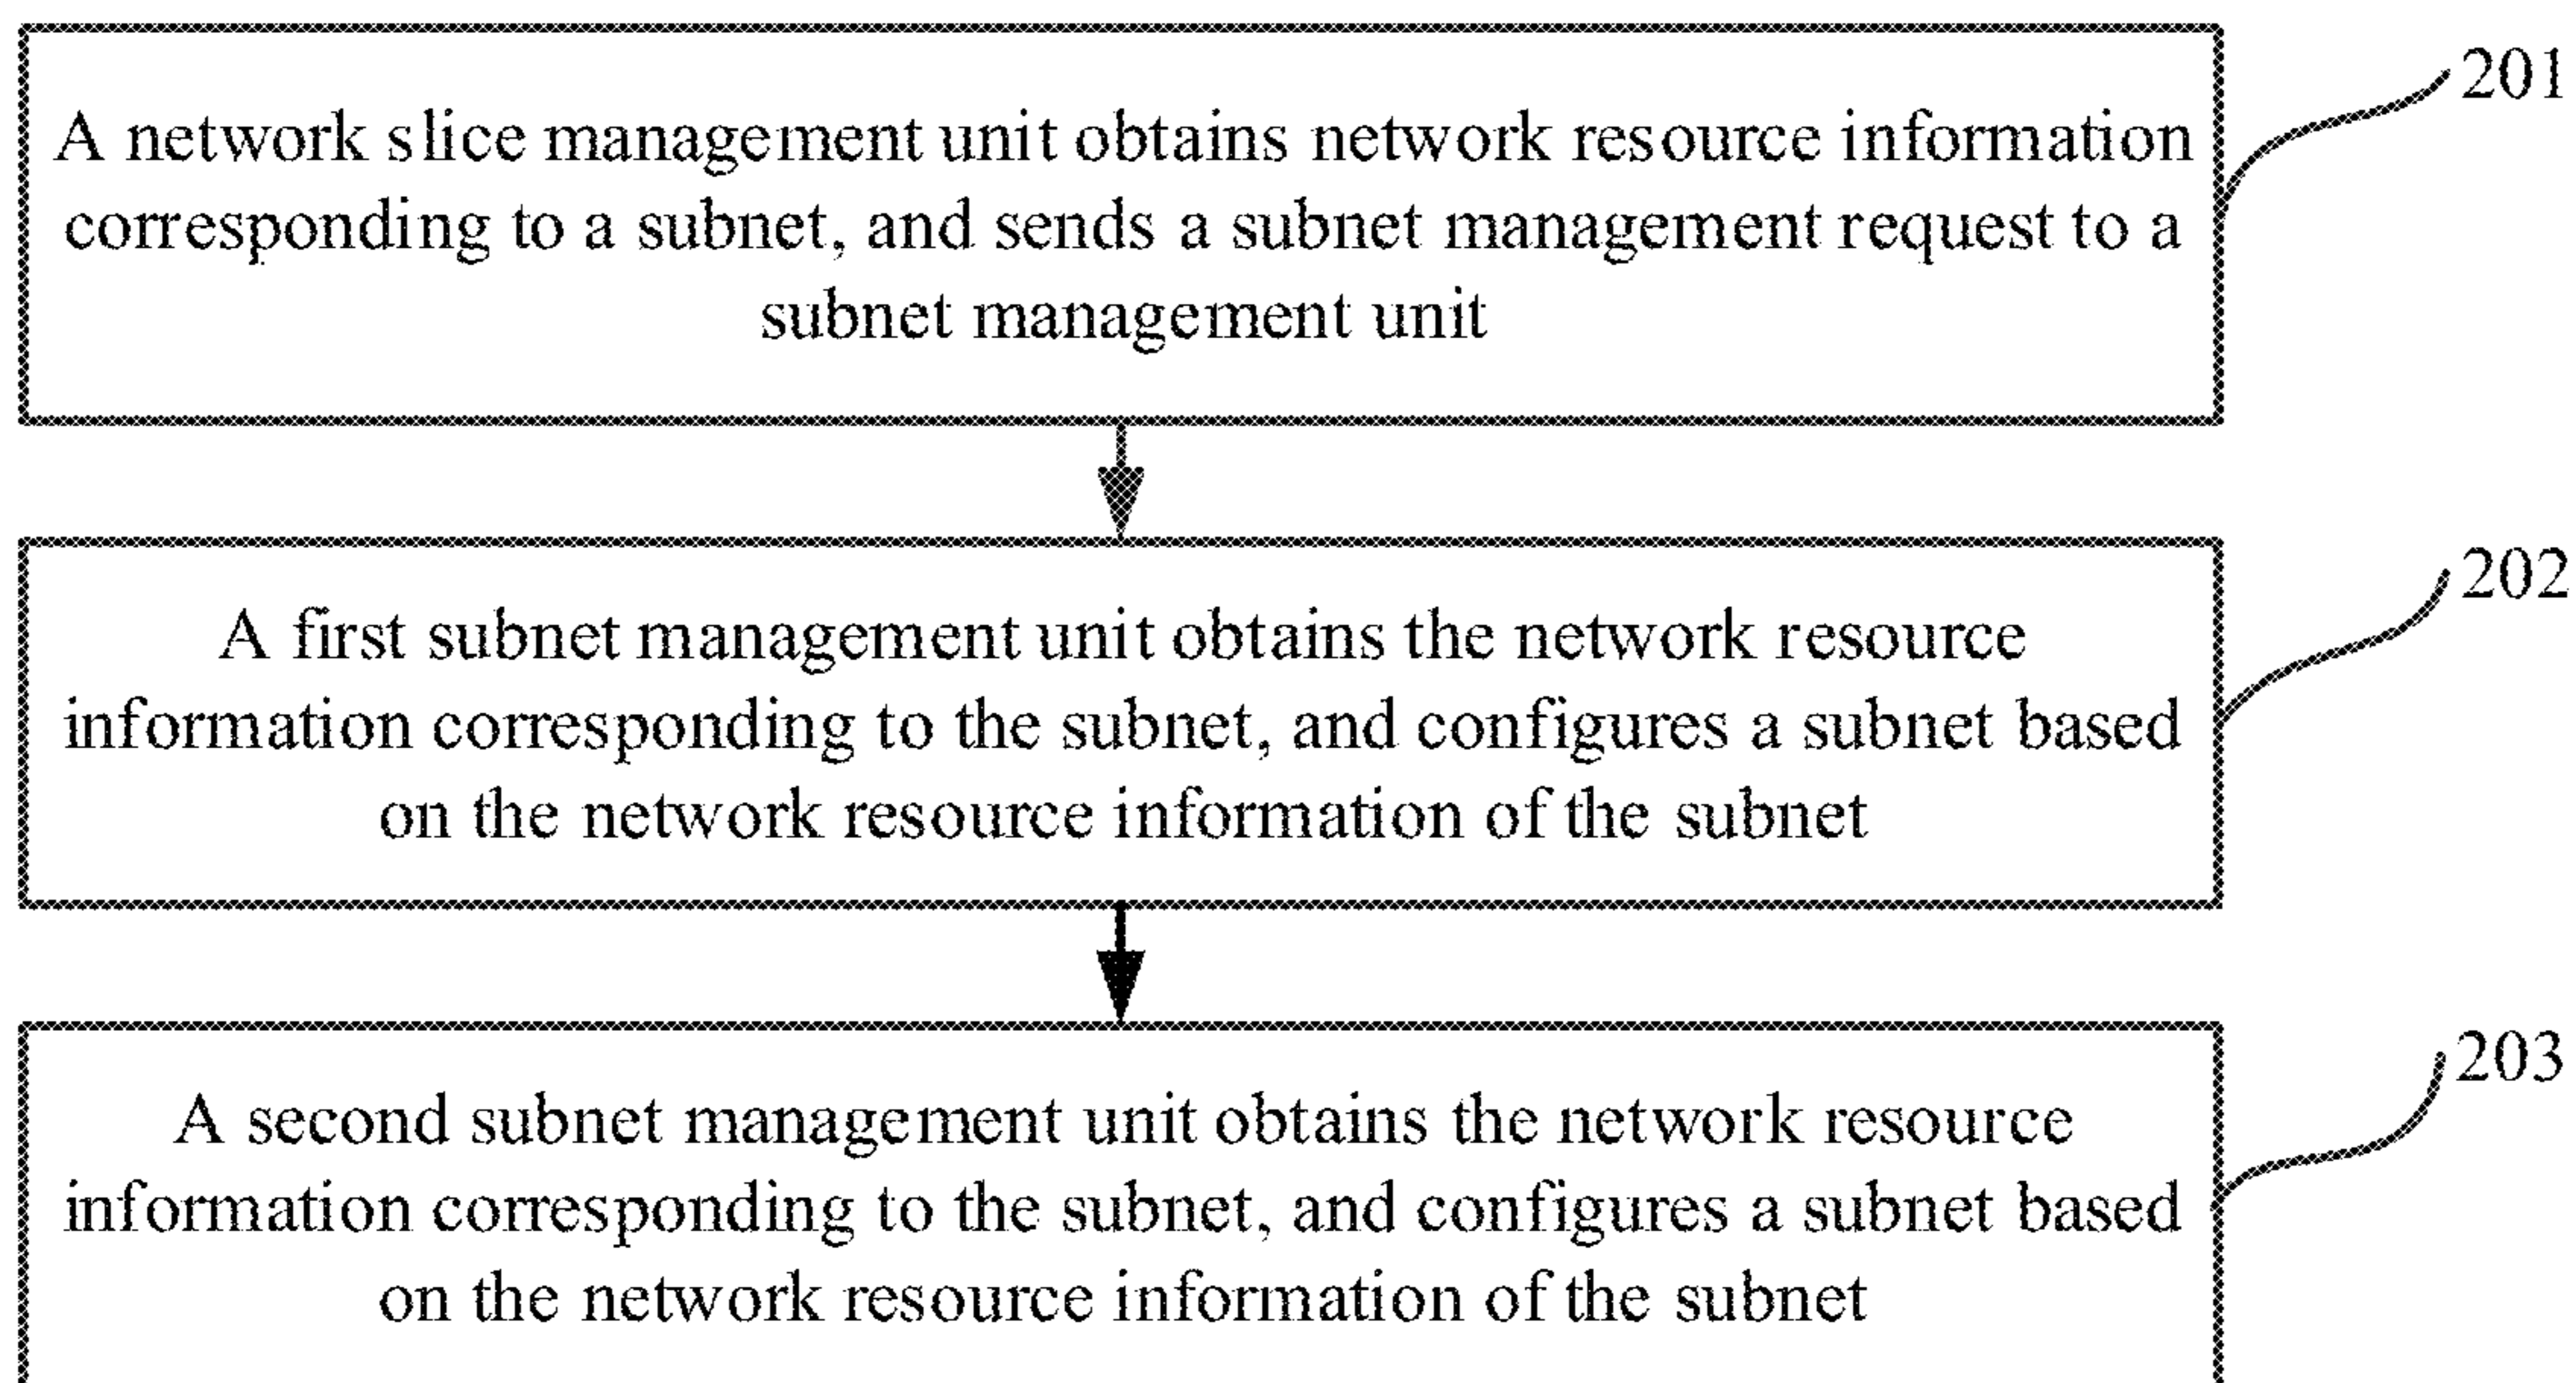 A network slice management unit obtains network resource information
corresponding to a subnet, and sends a subnet management request to a
subnet management unit
201
A first subnet management unit obtains the network resource
information corresponding to the subnet, and configures a subnet based
on the network resource information of the subnet
202
A second subnet management unit obtains the network resource
information corresponding to the subnet, and configures a subnet based
on the network resource information of the subnet
203